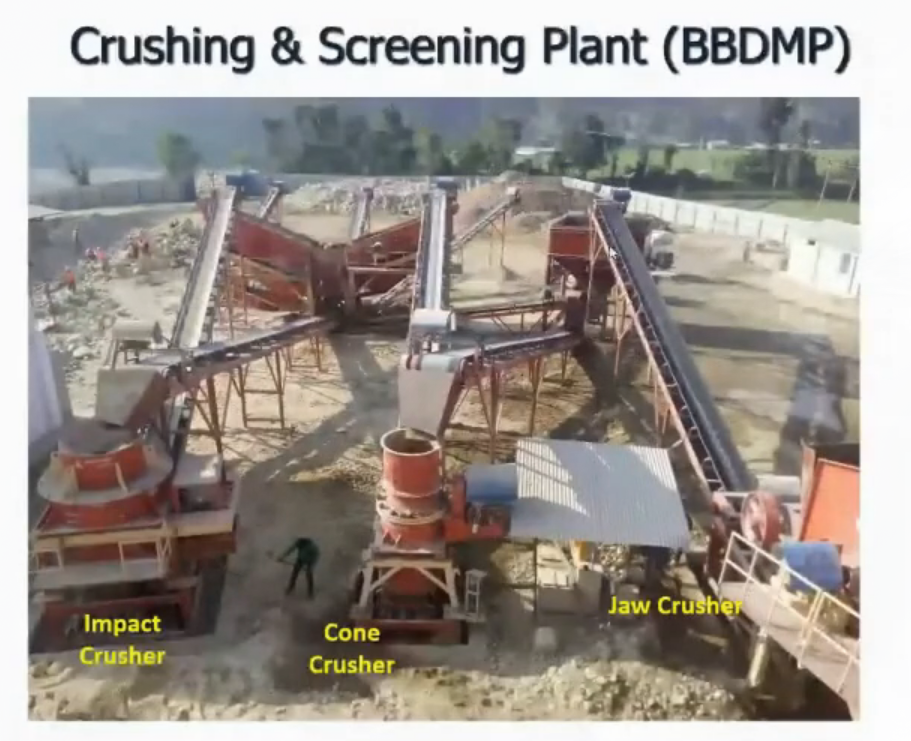 Crushing & Screening Plant (BBDMP)
Impact
Crusher
Cone
Crusher
Jaw Crusher